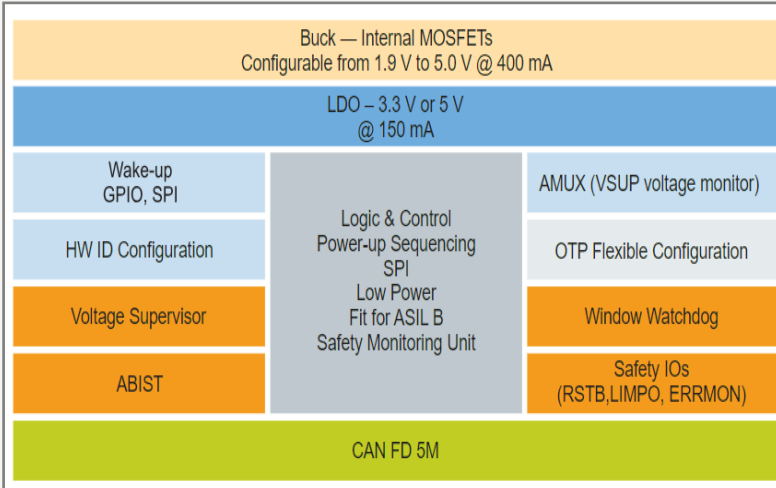 Buck — Internal MOSFETs
Configurable from 1.9 V to 5.0 V @ 400 mA
LDO – 3.3 V or 5 V
@ 150 mA
Wake-up
GPIO, SPI
HW ID Configuration
Voltage Supervisor
ABIST
Logic & Control
Power-up Sequencing
SPI
Low Power
Fit for ASIL B
Safety Monitoring Unit
AMUX (VSUP voltage monitor)
OTP Flexible Configuration
Window Watchdog
Safety IOs
(RSTB,LIMPO, ERRMON)
CAN FD 5M